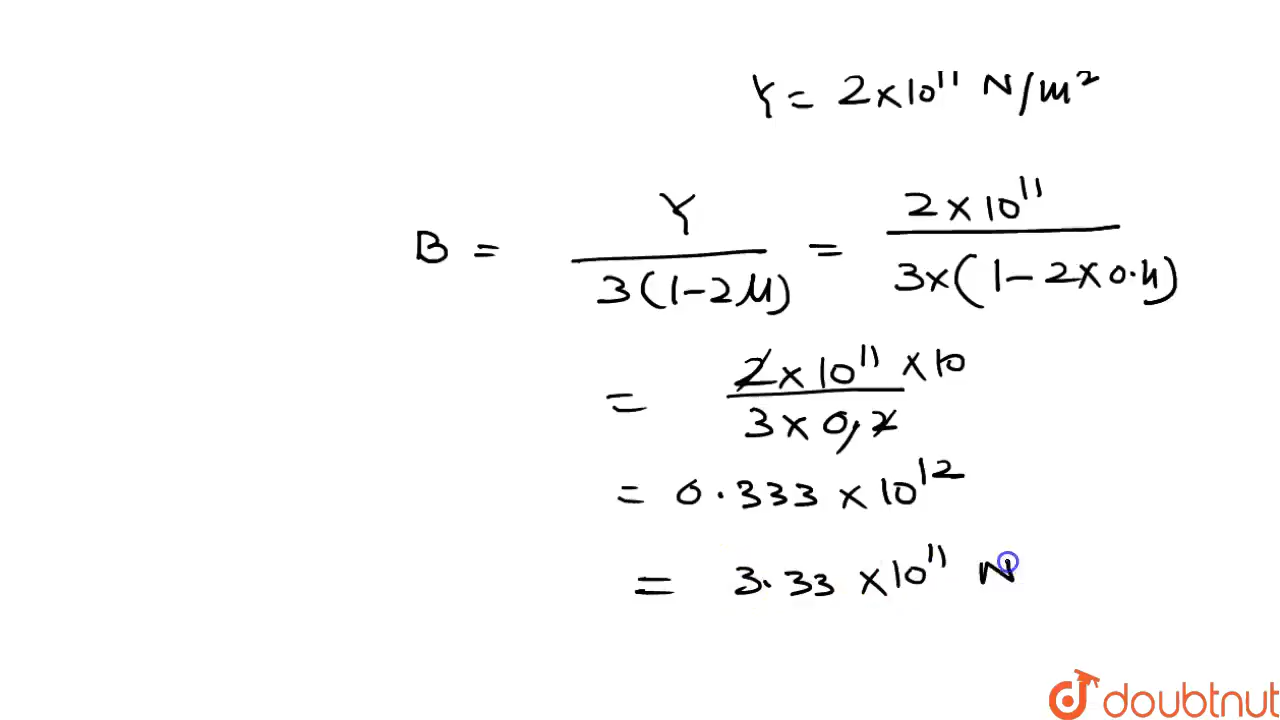 Y = 2×10¹¹ N/m²
B = Y / 3(1-2μ) = 2×10¹¹ / 3×(1-2×0.4)
= 2×10¹¹ ×10 / 3×0.2
= 0.333 ×10¹²
= 3.33 ×10¹¹ N
doubtnut